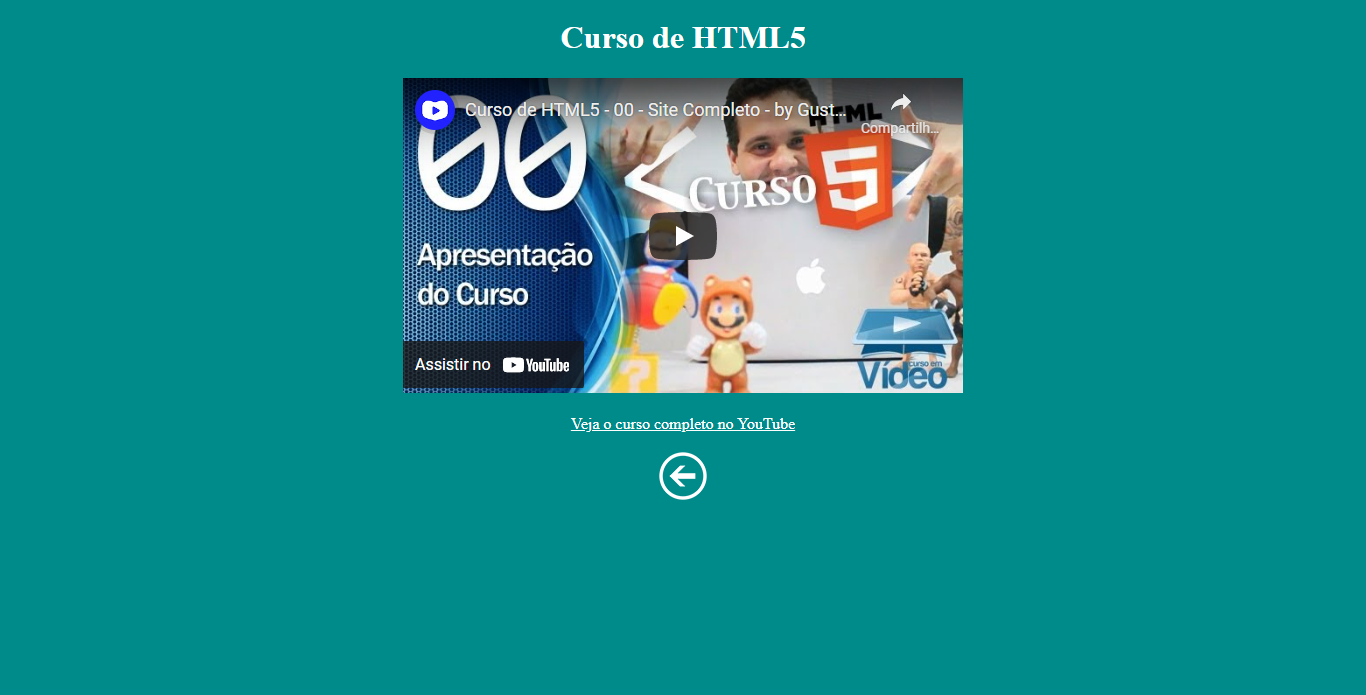 Curso de HTML5
Curso de HTML5 - 00 - Site Completo - by Gust...
Compartilh...
00
HTML
5
CURSO
Apresentação
do Curso
?
Assistir no YouTube
curso em
Vídeo
Veja o curso completo no YouTube